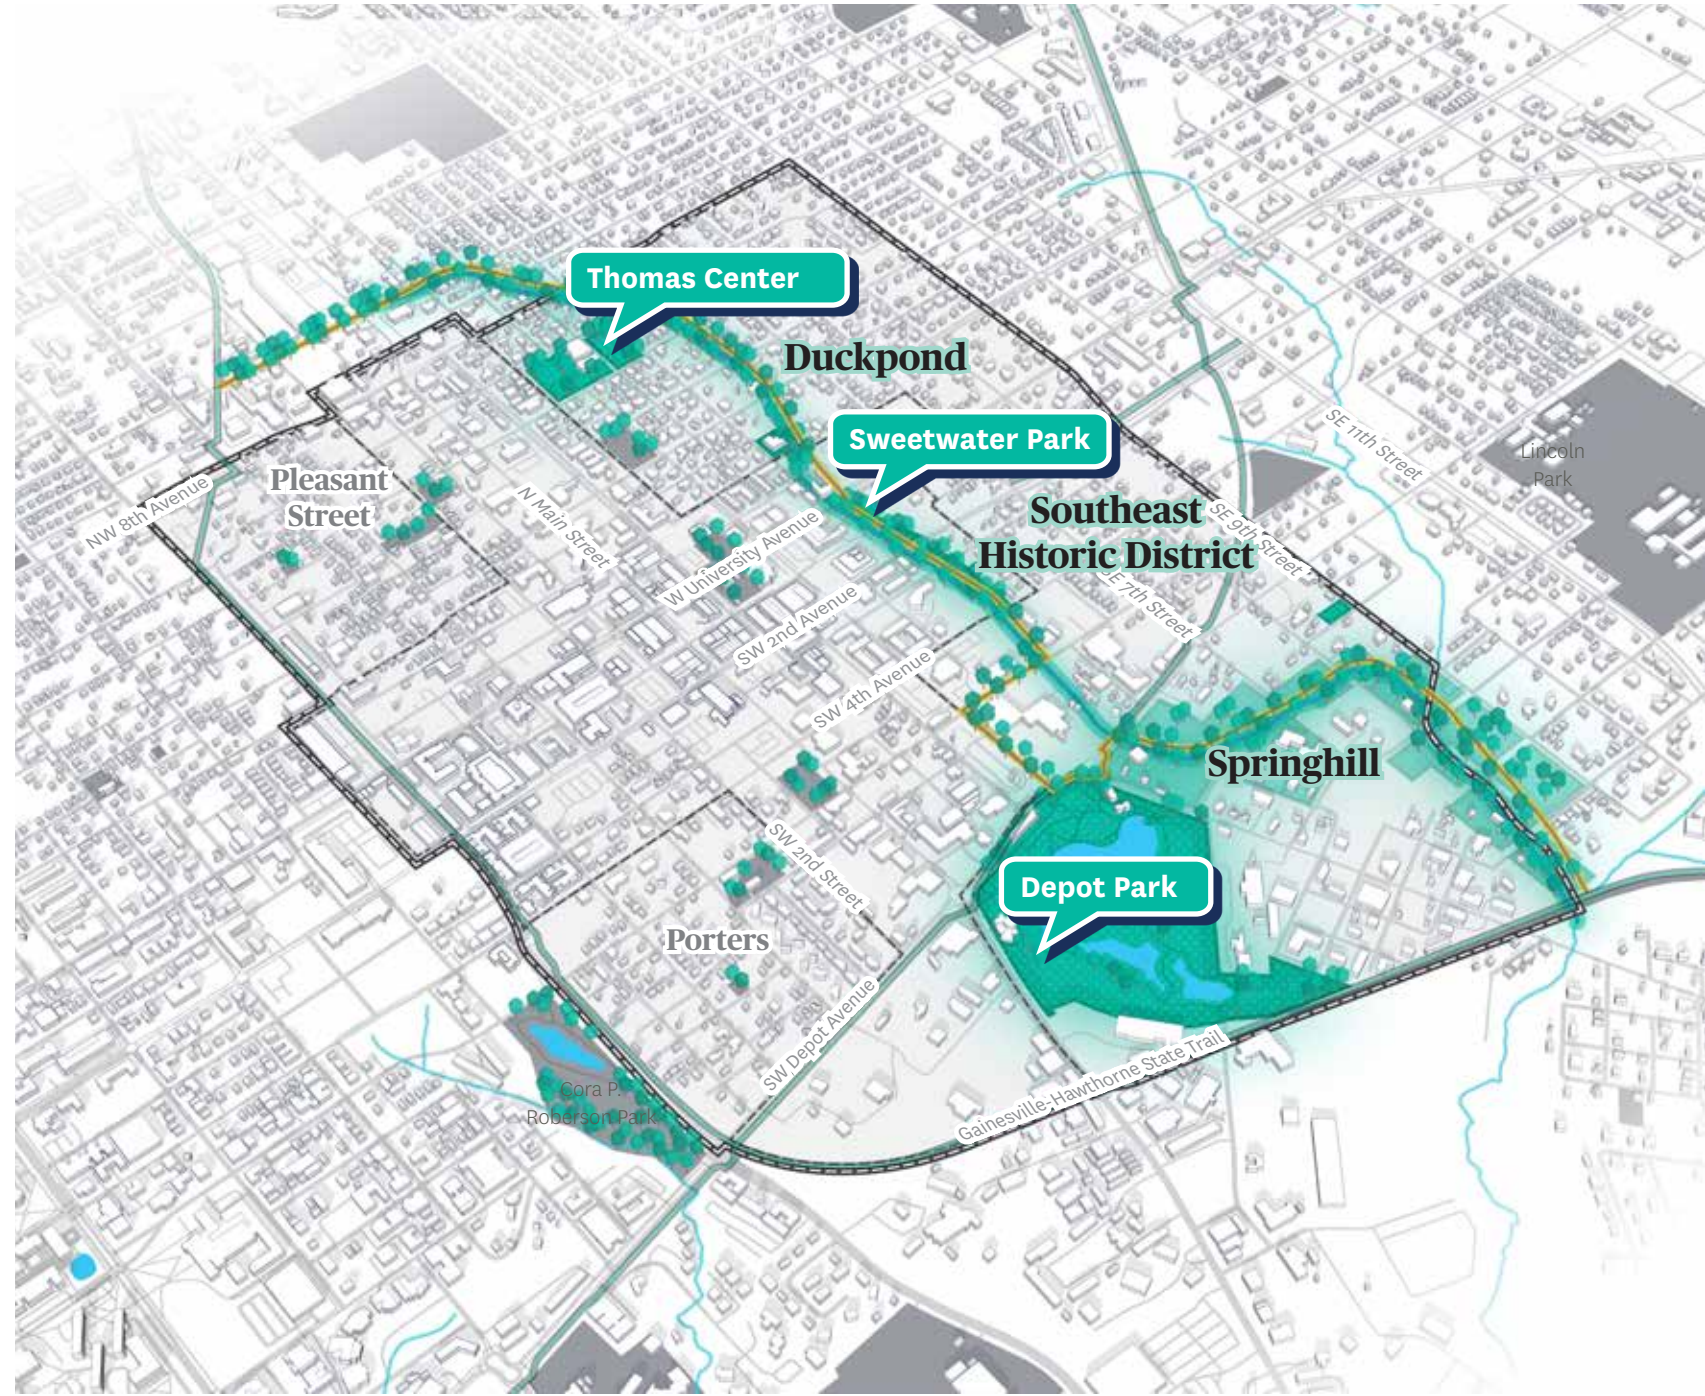 Thomas Center
Duckpond
Sweetwater Park
SE 11th Street
Lincoln
Park
Pleasant
Street
NW 8th Avenue
N Main Street
W University Avenue
Southeast
Historic District
SE 9th Street
SE 7th Street
SW 2nd Avenue
SW 4th Avenue
Springhill
SW 2nd Street
Depot Park
Porters
SW Depot Avenue
Gainesville-Hawthorne State Trail
Cora P.
Roberson Park